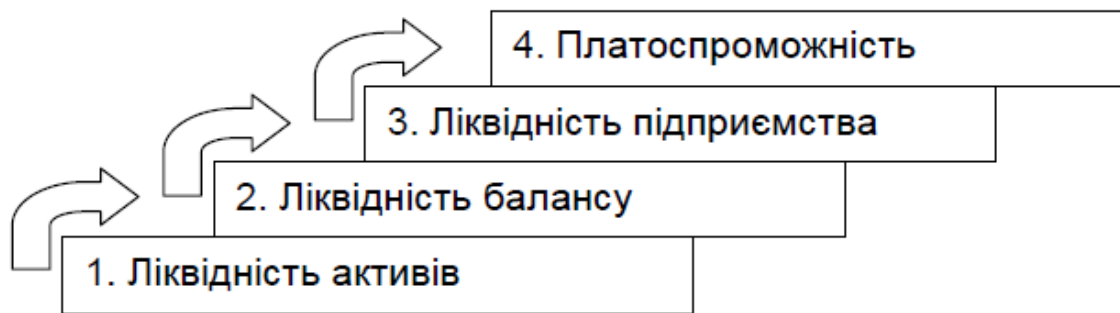 4. Платоспроможність
3. Ліквідність підприємства
2. Ліквідність балансу
1. Ліквідність активів